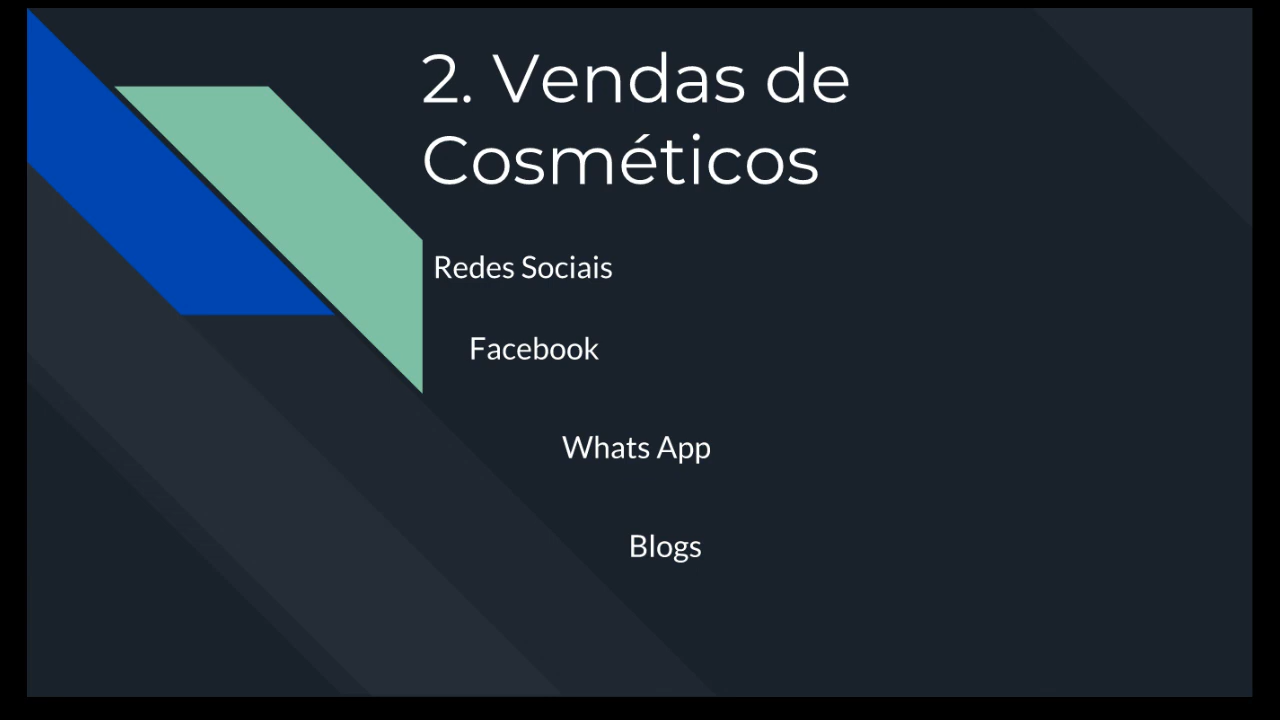 2. Vendas de
Cosméticos
Redes Sociais
Facebook
Whats App
Blogs